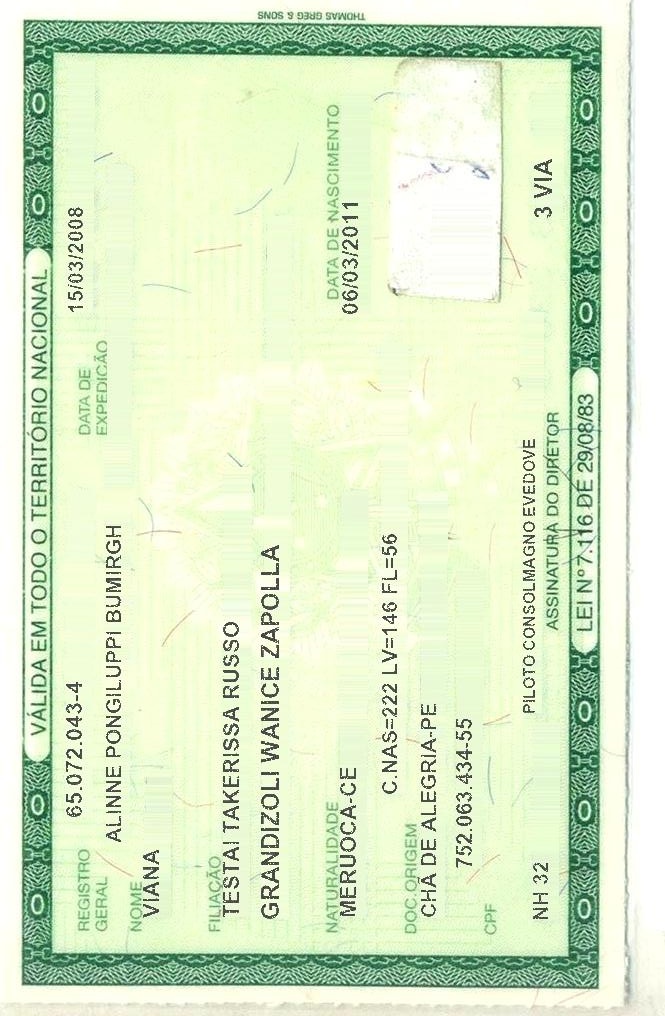 THOMAS GREG & SONS
VÁLIDA EM TODO O TERRITÓRIO NACIONAL
REGISTRO GERAL 65.072.043-4 DATA DE EXPEDIÇÃO 15/03/2008
NOME ALINNE PONGILUPPI BUMIRGH
VIANA
FILIAÇÃO
TESTAI TAKERISSA RUSSO
GRANDIZOLI WANICE ZAPOLLA
NATURALIDADE DATA DE NASCIMENTO
MERUOCA-CE 06/03/2011
C.NAS=222 LV=146 FL=56
DOC.ORIGEM
CHÃ DE ALEGRIA-PE
752.063.434-55
CPF
PILOTO CONSOLMAGNO EVEDOVE
NH 32 3 VIA
ASSINATURA DO DIRETOR
LEI Nº 7.116 DE 29/08/83